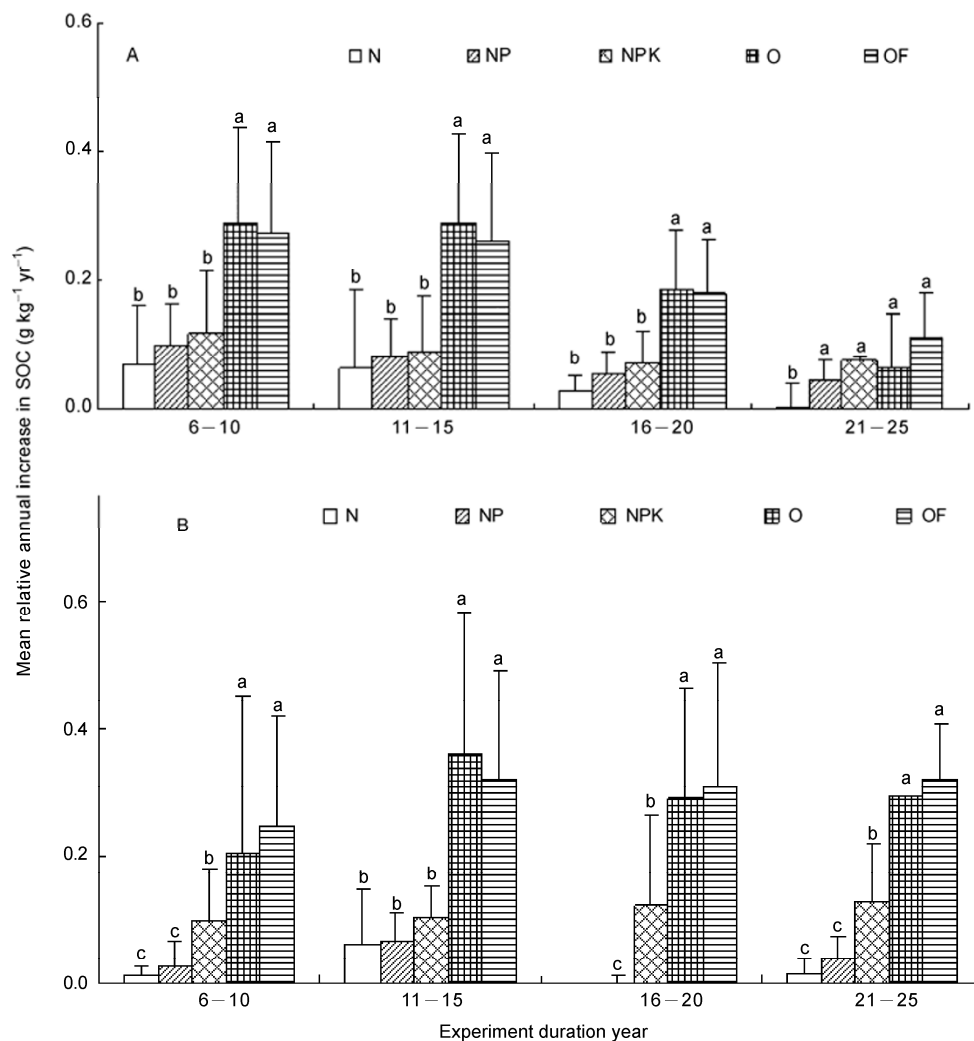 Mean relative annual increase in SOC (g kg⁻¹ yr⁻¹)
A
N NP NPK O OF
0.6
0.4
0.2
0.0
b b b a a
b b b a a
b b b a a
b a a a a
6–10 11–15 16–20 21–25
B
N NP NPK O OF
0.6
0.4
0.2
0.0
c c b a a
b b b a a
c b a a
c c b a a
6–10 11–15 16–20 21–25
Experiment duration year